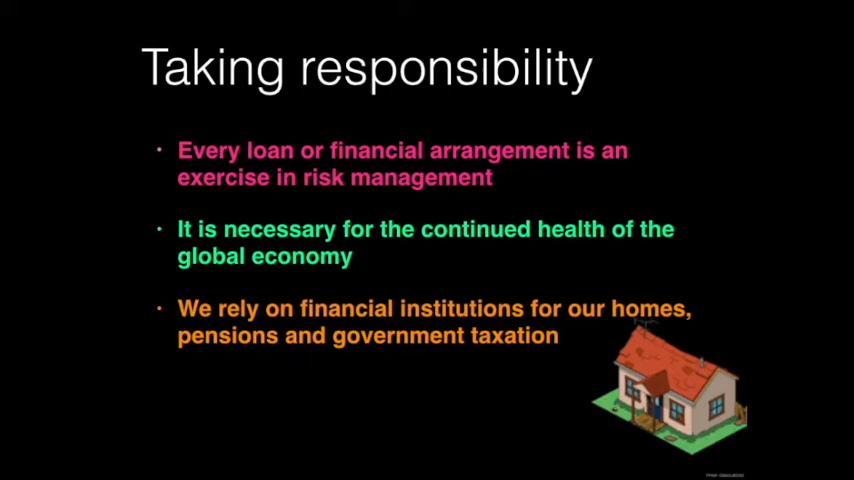 Taking responsibility
• Every loan or financial arrangement is an
exercise in risk management
• It is necessary for the continued health of the
global economy
• We rely on financial institutions for our homes,
pensions and government taxation